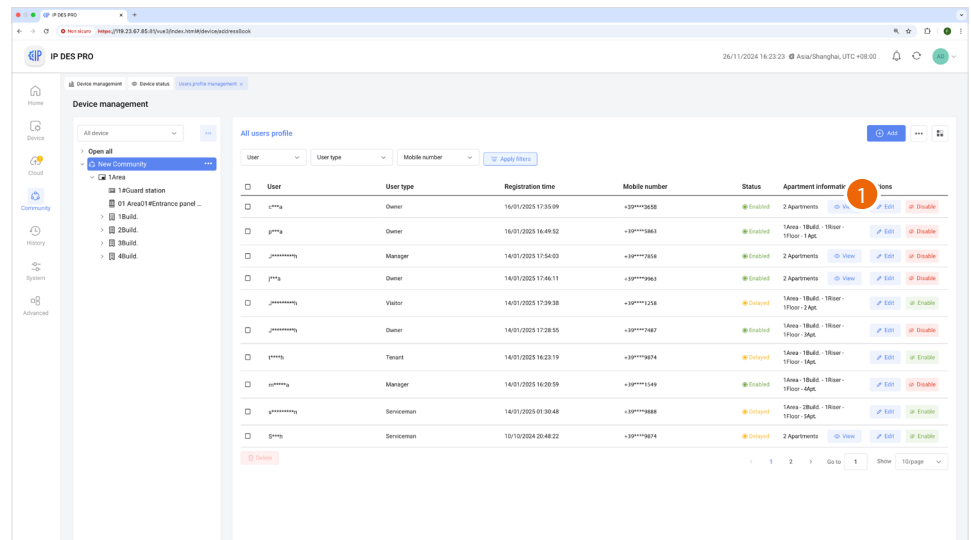 IP DES PRO
Non sicuro https://119.23.67.85:81/vue3/index.html#/device/addressBook
IP DES PRO
26/11/2024 16:23:23 @ Asia/Shanghai, UTC +08:00
AD
Home
Device
Cloud
Community
History
System
Advanced
Device management
Device status
Users profile management
Device management
All device
Open all
New Community
1Area
1#Guard station
01 Area01#Entrance panel ...
1Build.
2Build.
3Build.
4Build.
All users profile
Add
User
User type
Mobile number
Apply filters
User User type Registration time Mobile number Status Apartment informatio ions
1
c***a Owner 16/01/2025 17:35:09 +39****3658 Enabled 2 Apartments Vi Edit Disable
p***a Owner 16/01/2025 16:49:52 +39****5863 Enabled 1Area - 1Build. - 1Riser - Edit Disable
1Floor - 1 Apt.
J*********h Manager 14/01/2025 17:54:03 +39****7858 Enabled 2 Apartments View Edit Disable
j***a Owner 14/01/2025 17:46:11 +39****9963 Enabled 2 Apartments View Edit Disable
J*********h Visitor 14/01/2025 17:39:38 +39****1258 Delayed 1Area - 1Build. - 1Riser - Edit Enable
1Floor - 2 Apt.
J*********h Owner 14/01/2025 17:28:55 +39****7487 Enabled 1Area - 1Build. - 1Riser - Edit Disable
1Floor - 3Apt.
t****h Tenant 14/01/2025 16:23:19 +39****9874 Delayed 1Area - 1Build. - 1Riser - Edit Enable
1Floor - 1Apt.
m*****a Manager 14/01/2025 16:20:59 +39****1549 Enabled 1Area - 1Build. - 1Riser - Edit Disable
1Floor - 4Apt.
a*********n Serviceman 14/01/2025 01:30:48 +39****9888 Delayed 1Area - 2Build. - 1Riser - Edit Enable
1Floor - 5Apt.
S***h Serviceman 10/10/2024 20:48:22 +39****9874 Delayed 2 Apartments View Edit Enable
Delete
1 2 Go to 1 Show 10/page